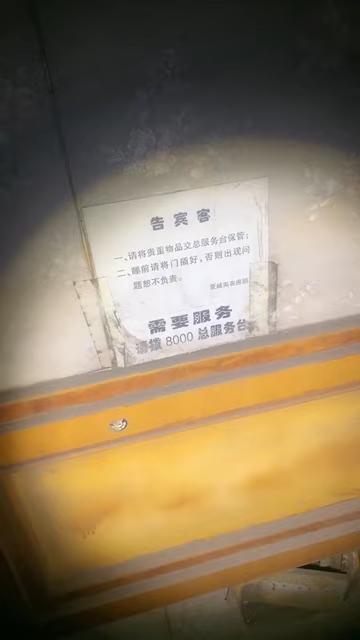 告宾客
一、请将贵重物品交总服务台保管；
二、睡前请将门插好，否则出现问
题恕不负责。
需要服务
请拨 8000 总服务台